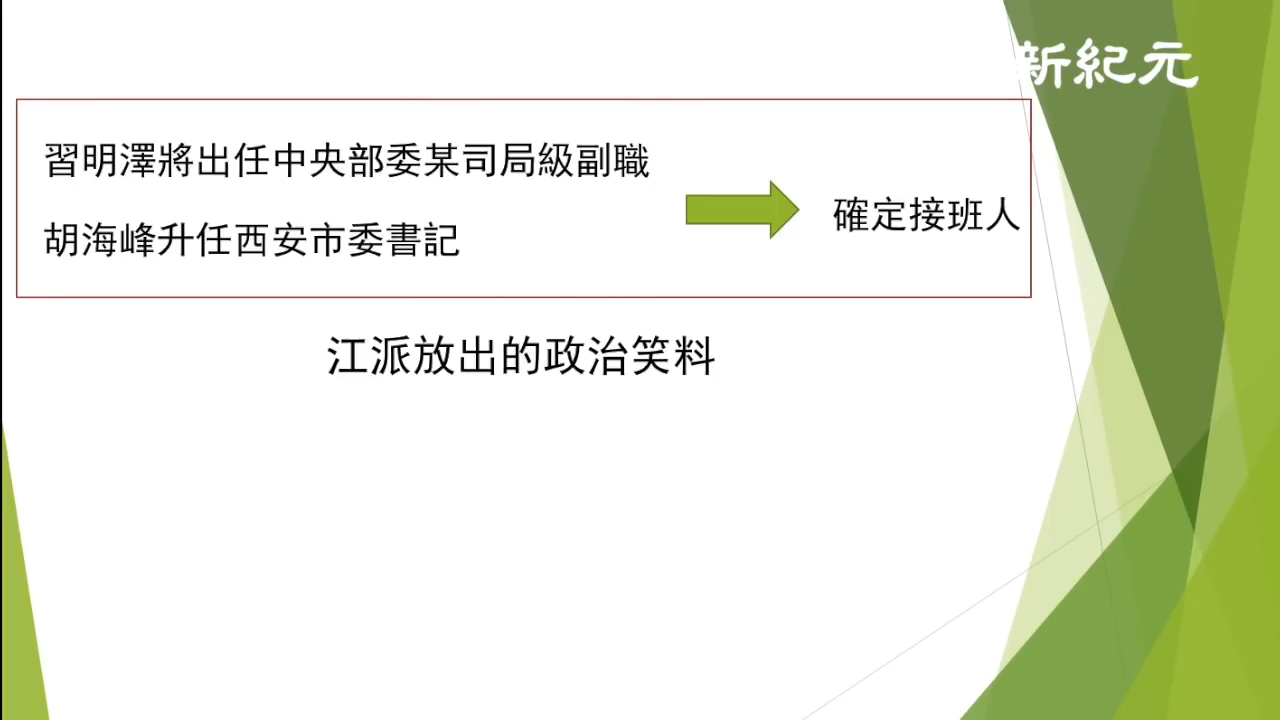 新紀元
習明澤將出任中央部委某司局級副職
胡海峰升任西安市委書記
確定接班人
江派放出的政治笑料